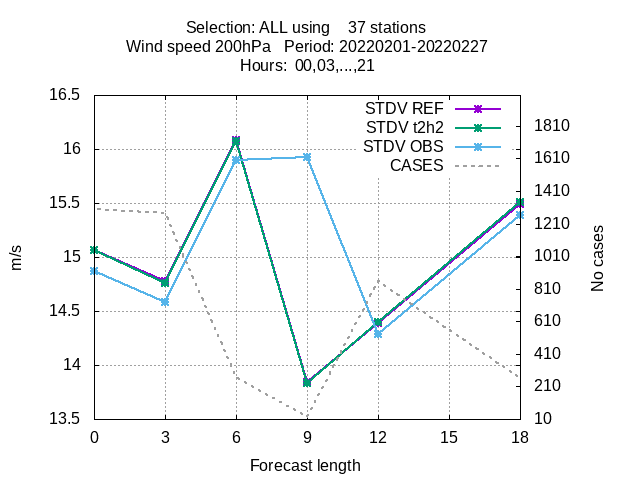 Selection: ALL using    37 stations
Wind speed 200hPa   Period: 20220201-20220227
Hours:  00,03,...,21
16.5
16
15.5
15
14.5
14
13.5
m/s
STDV REF
STDV t2h2
STDV OBS
CASES
1810
1610
1410
1210
1010
810
610
410
210
10
No cases
0 3 6 9 12 15 18
Forecast length